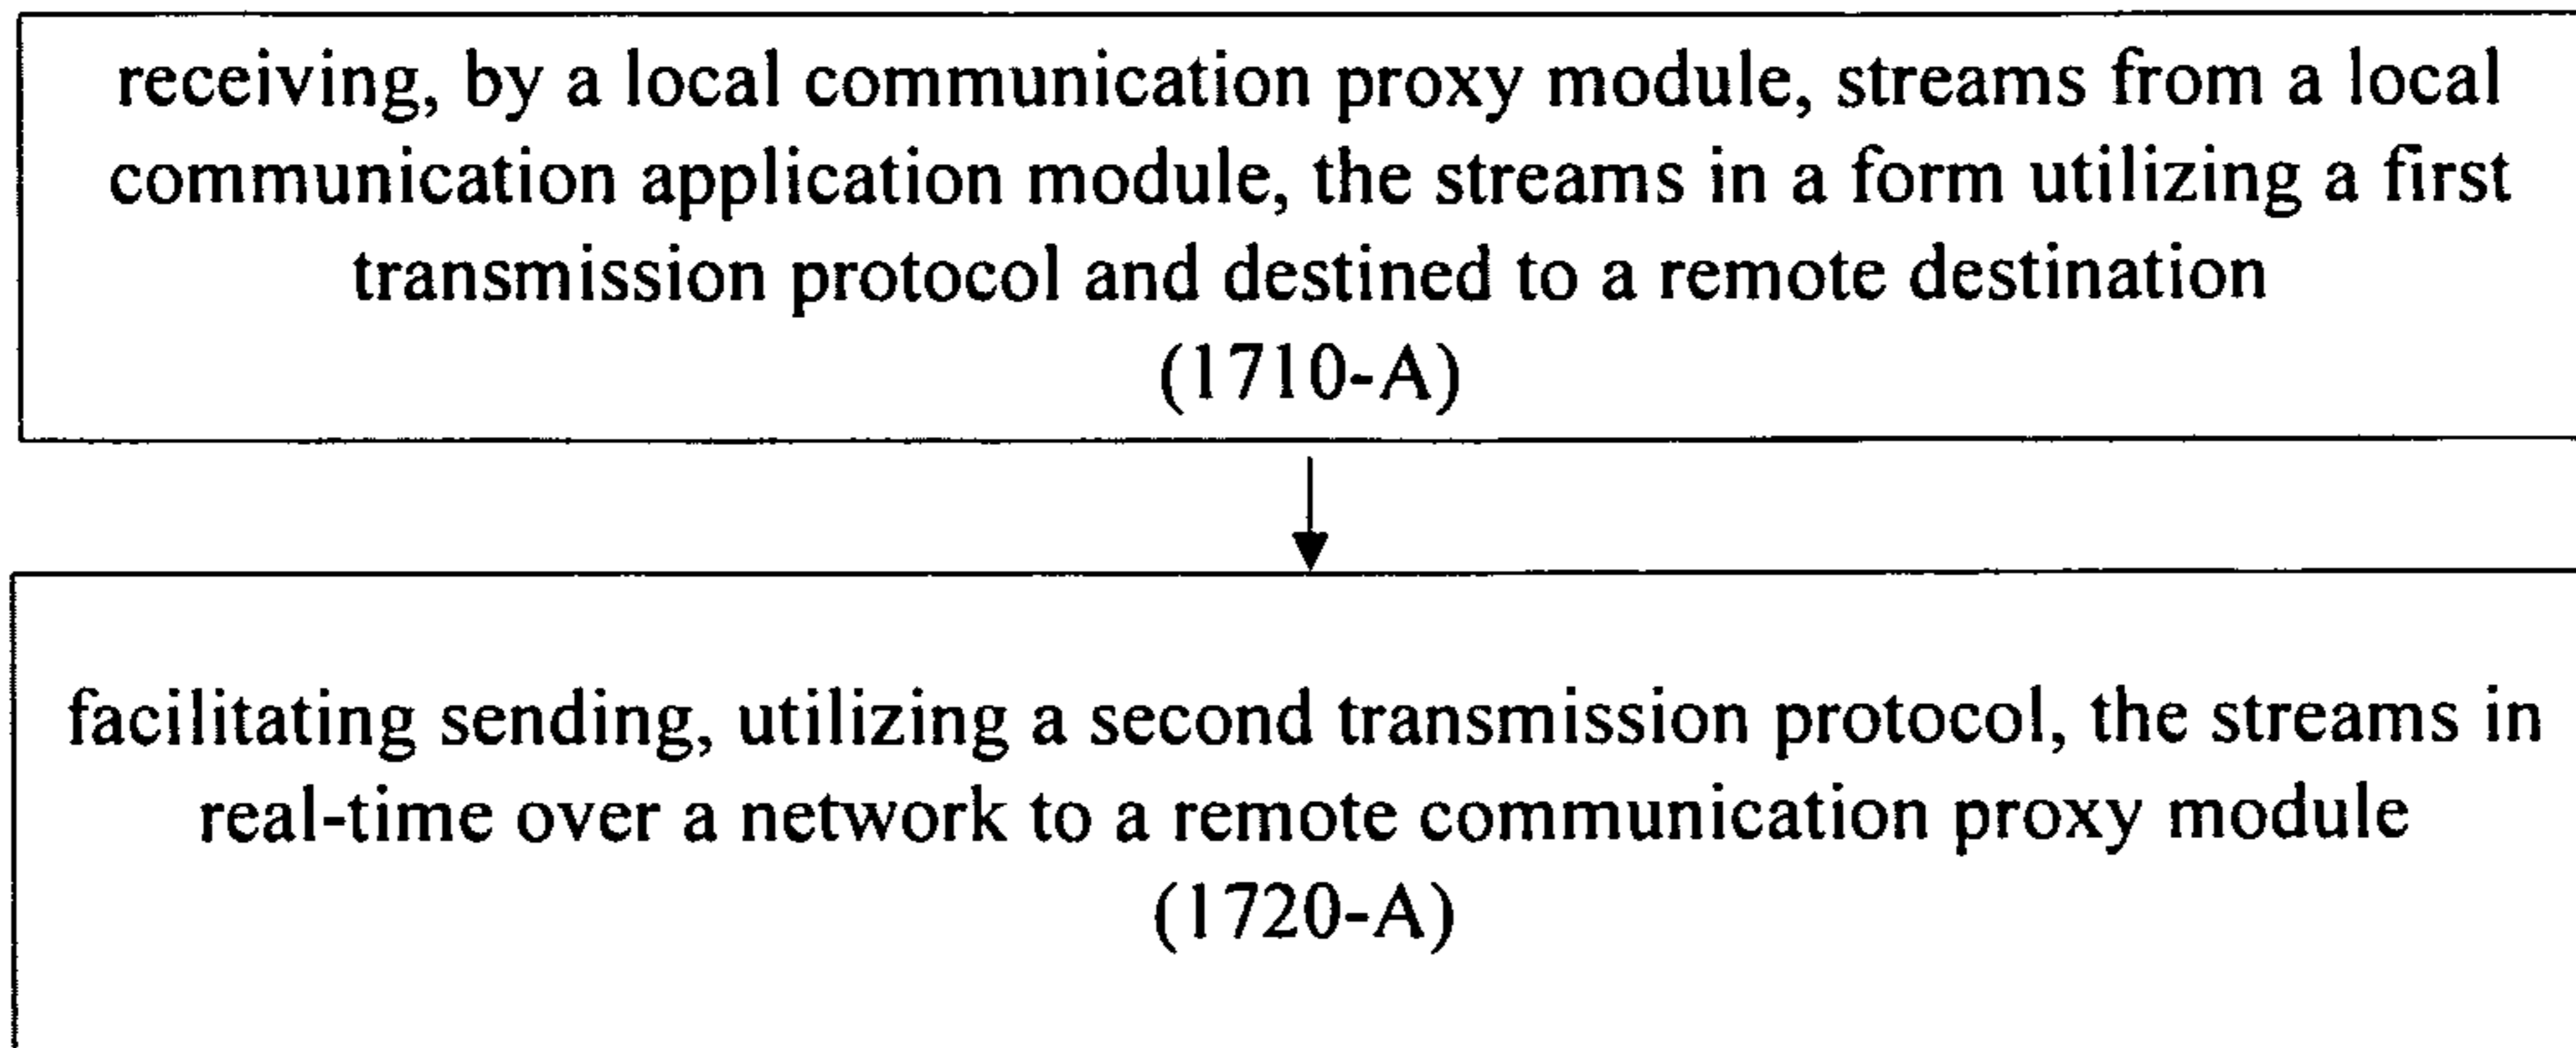 receiving, by a local communication proxy module, streams from a local
communication application module, the streams in a form utilizing a first
transmission protocol and destined to a remote destination
(1710-A)
facilitating sending, utilizing a second transmission protocol, the streams in
real-time over a network to a remote communication proxy module
(1720-A)